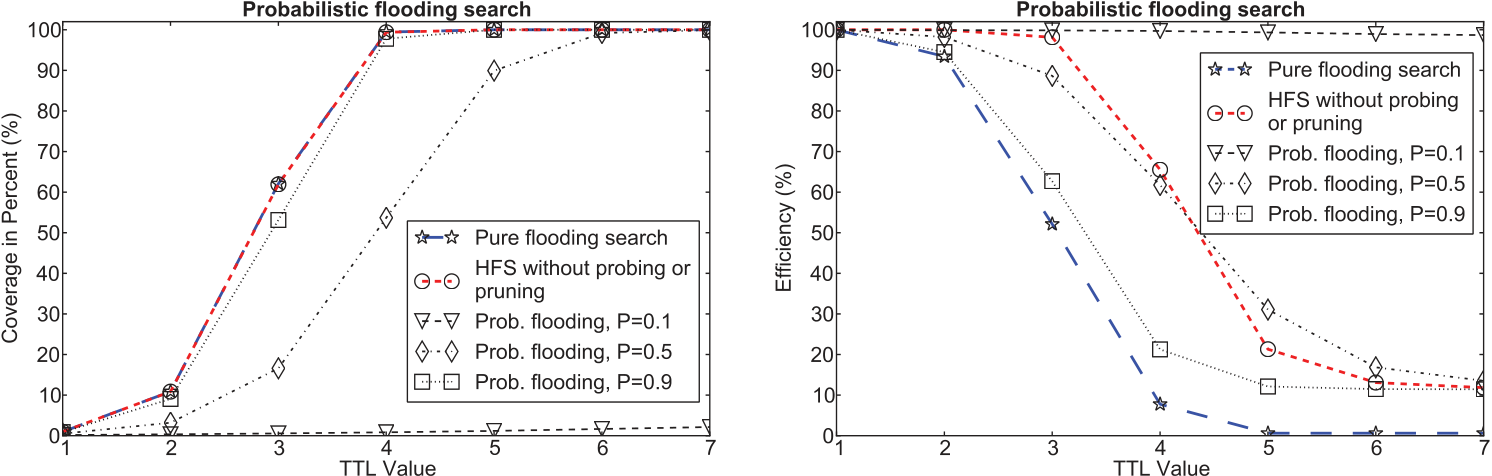 Probabilistic flooding search
100
90
80
70
60
50
40
30
20
10
0
Coverage in Percent (%)
Pure flooding search
HFS without probing or
pruning
Prob. flooding, P=0.1
Prob. flooding, P=0.5
Prob. flooding, P=0.9
1 2 3 4 5 6 7
TTL Value
Probabilistic flooding search
100
90
80
70
60
50
40
30
20
10
0
Efficiency (%)
Pure flooding search
HFS without probing
or pruning
Prob. flooding, P=0.1
Prob. flooding, P=0.5
Prob. flooding, P=0.9
1 2 3 4 5 6 7
TTL Value